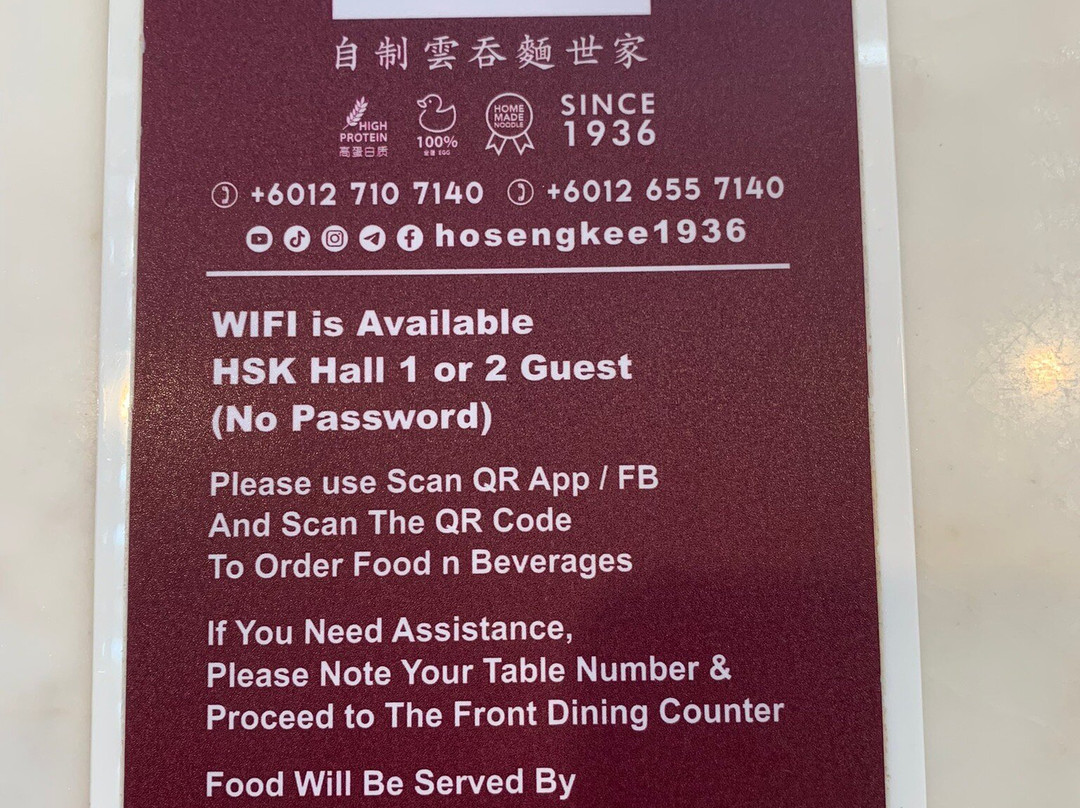 自制雲吞麵世家
HIGH PROTEIN 高蛋白质
100% 全蛋 EGG
HOME MADE NOODLE
SINCE 1936
+6012 710 7140 +6012 655 7140
hosengkee1936
WIFI is Available
HSK Hall 1 or 2 Guest
(No Password)
Please use Scan QR App / FB
And Scan The QR Code
To Order Food n Beverages
If You Need Assistance,
Please Note Your Table Number &
Proceed to The Front Dining Counter
Food Will Be Served By